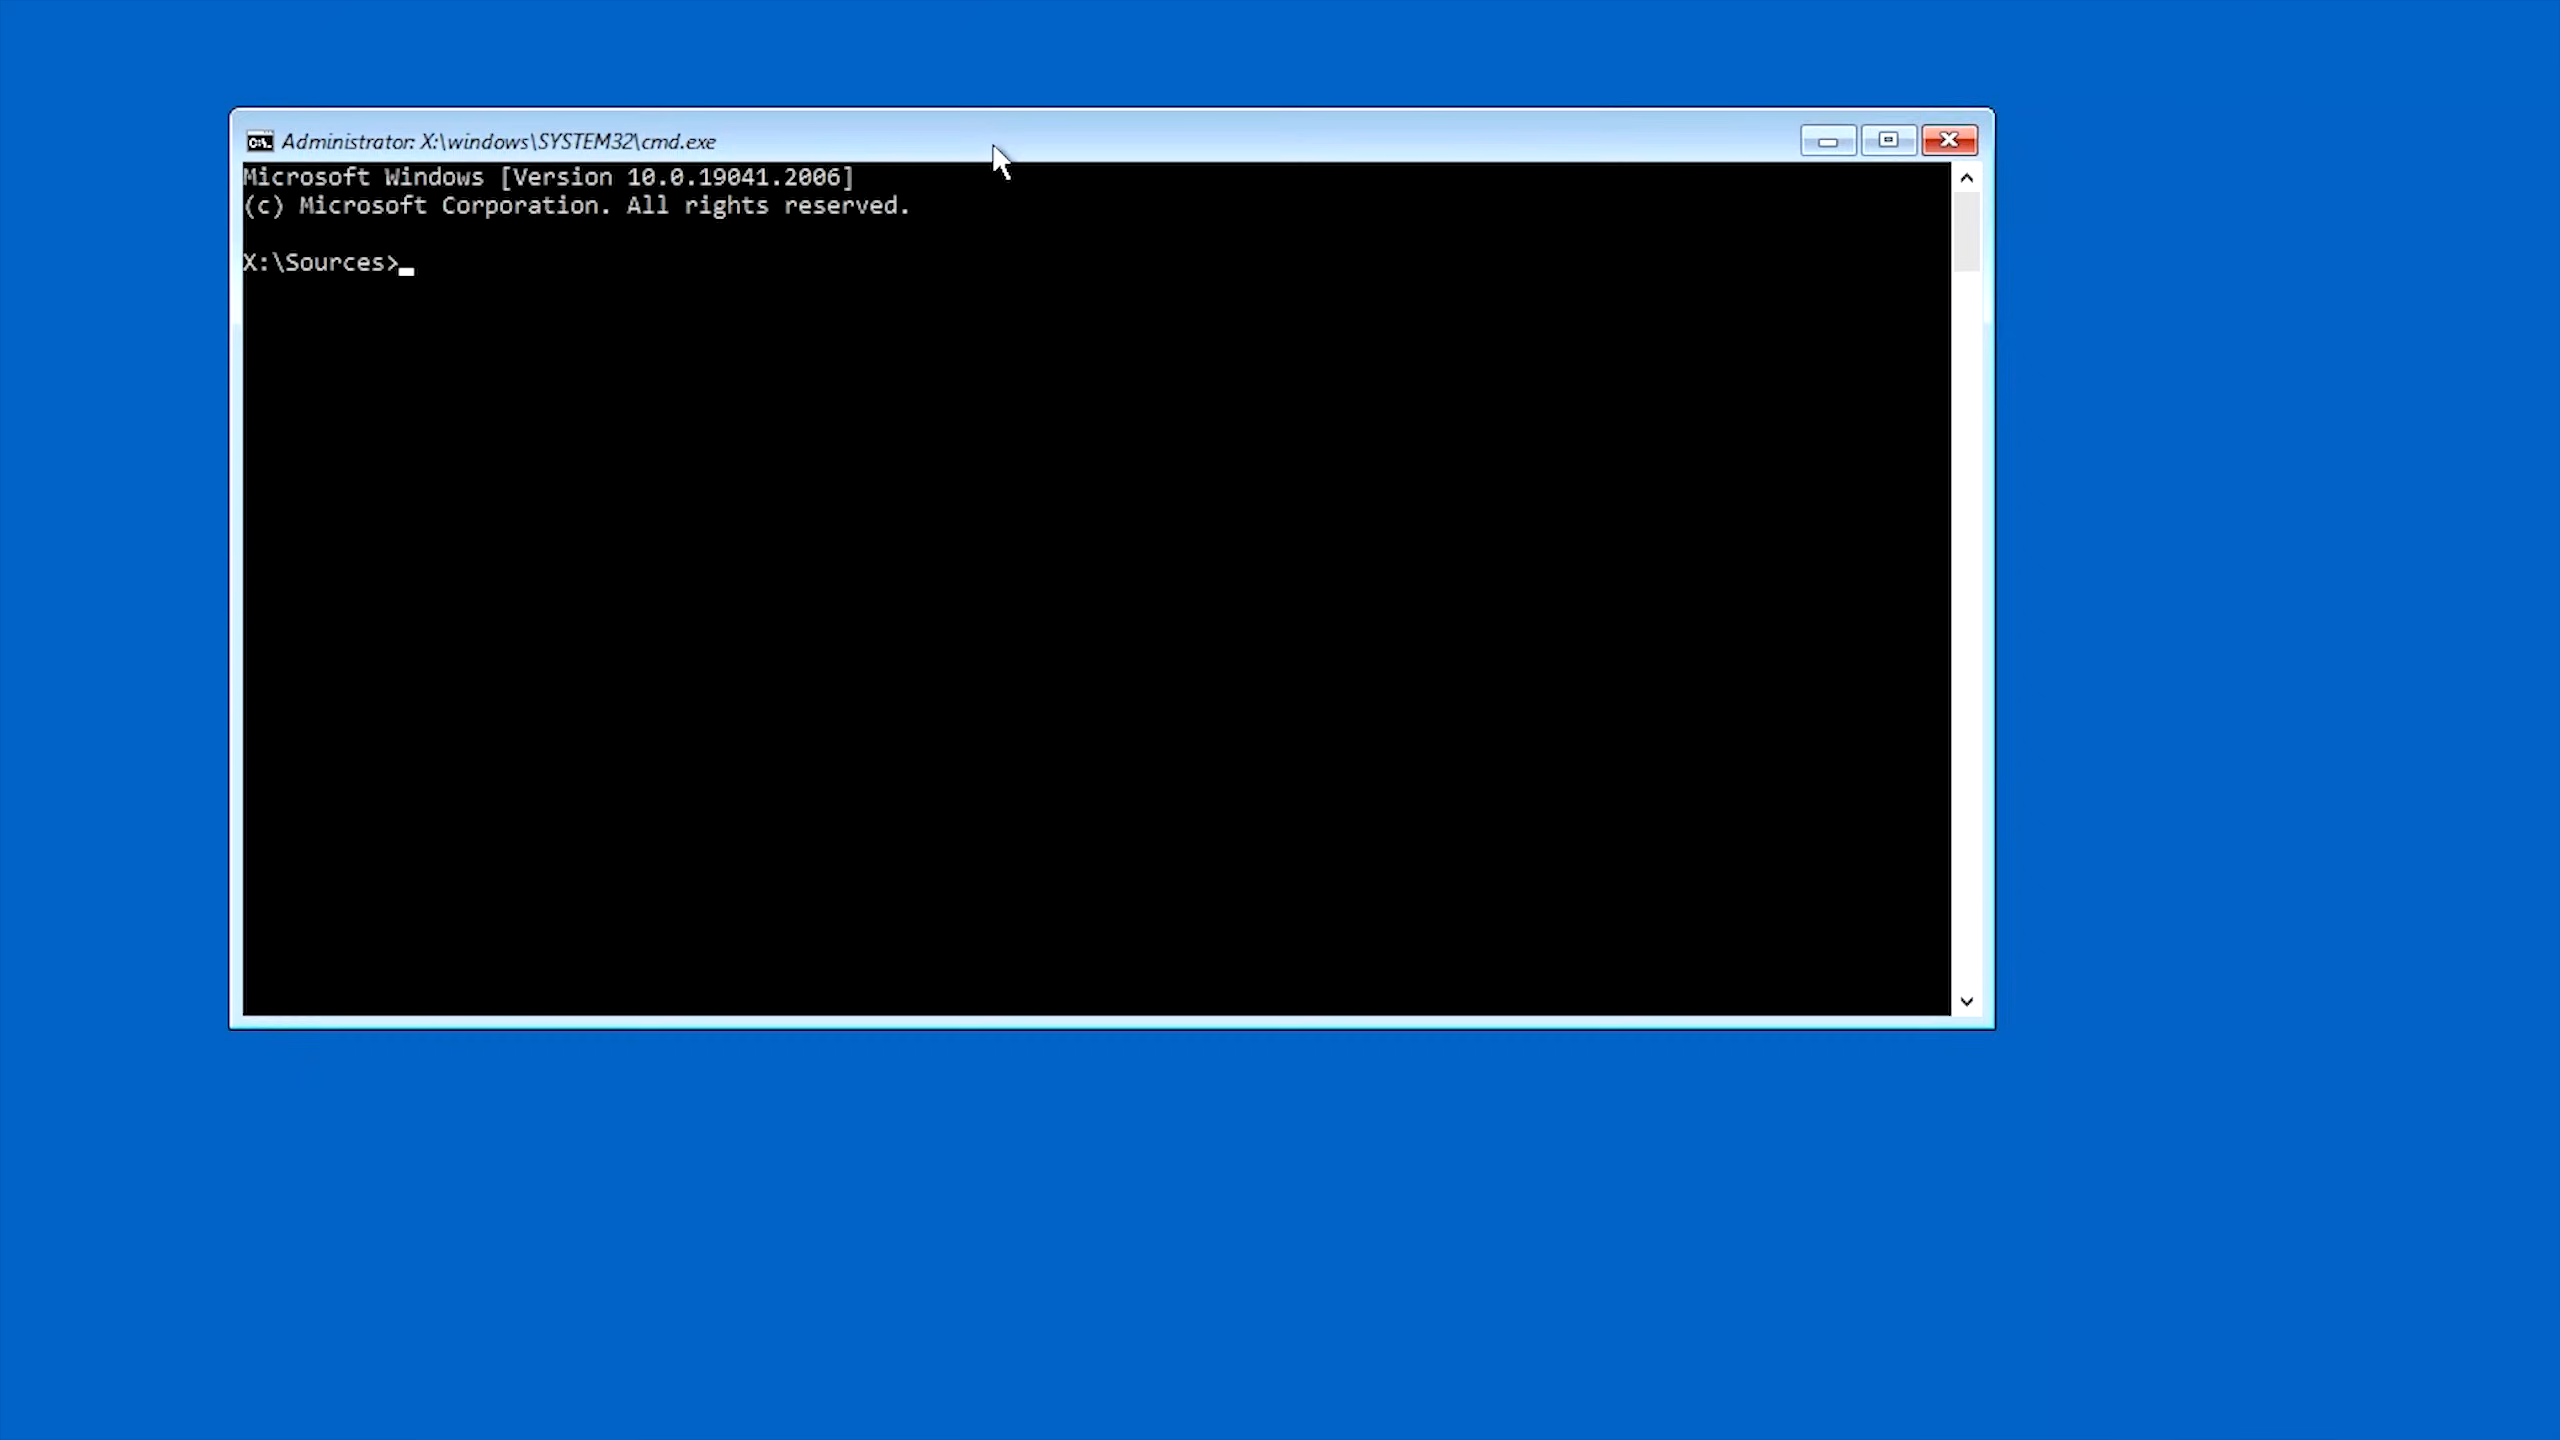 Administrator: X:\windows\SYSTEM32\cmd.exe
Microsoft Windows [Version 10.0.19041.2006]
(c) Microsoft Corporation. All rights reserved.
X:\Sources>